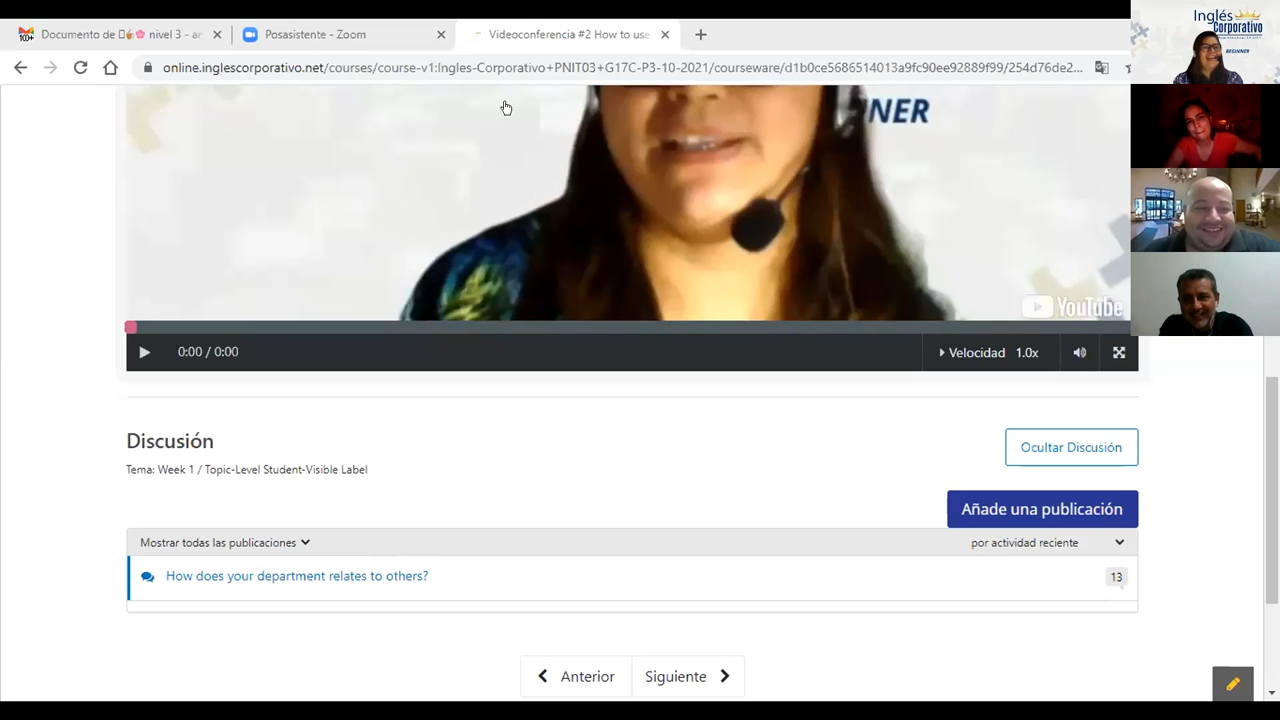 Documento de 🍎🌸 nivel 3 - an
Posasistente - Zoom
Videoconferencia #2 How to use
online.inglescorporativo.net/courses/course-v1:Ingles-Corporativo+PNIT03+G17C-P3-10-2021/courseware/d1b0ce5686514013a9fc90ee92889f99/254d76de2...
Inglés
Corporativo
BEGINNER
INNER
YouTube
0:00 / 0:00
Velocidad 1.0x
Discusión
Ocultar Discusión
Tema: Week 1 / Topic-Level Student-Visible Label
Añade una publicación
Mostrar todas las publicaciones
por actividad reciente
How does your department relates to others?
13
Anterior
Siguiente